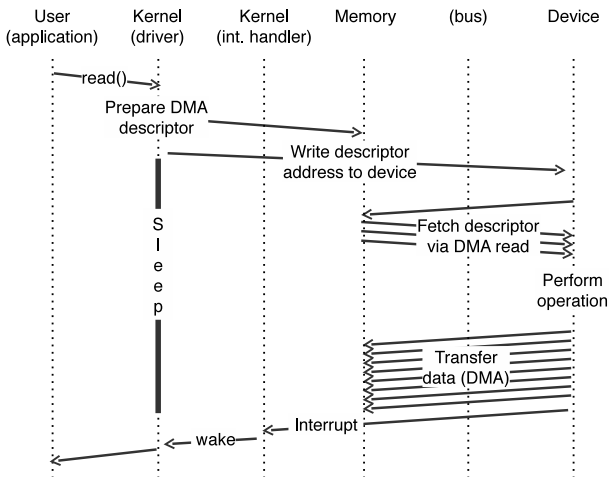 User Kernel Kernel Memory (bus) Device
(application) (driver) (int. handler)
read()
Prepare DMA
descriptor
Write descriptor
address to device
Sleep
Fetch descriptor
via DMA read
Perform
operation
Transfer
data (DMA)
Interrupt
wake